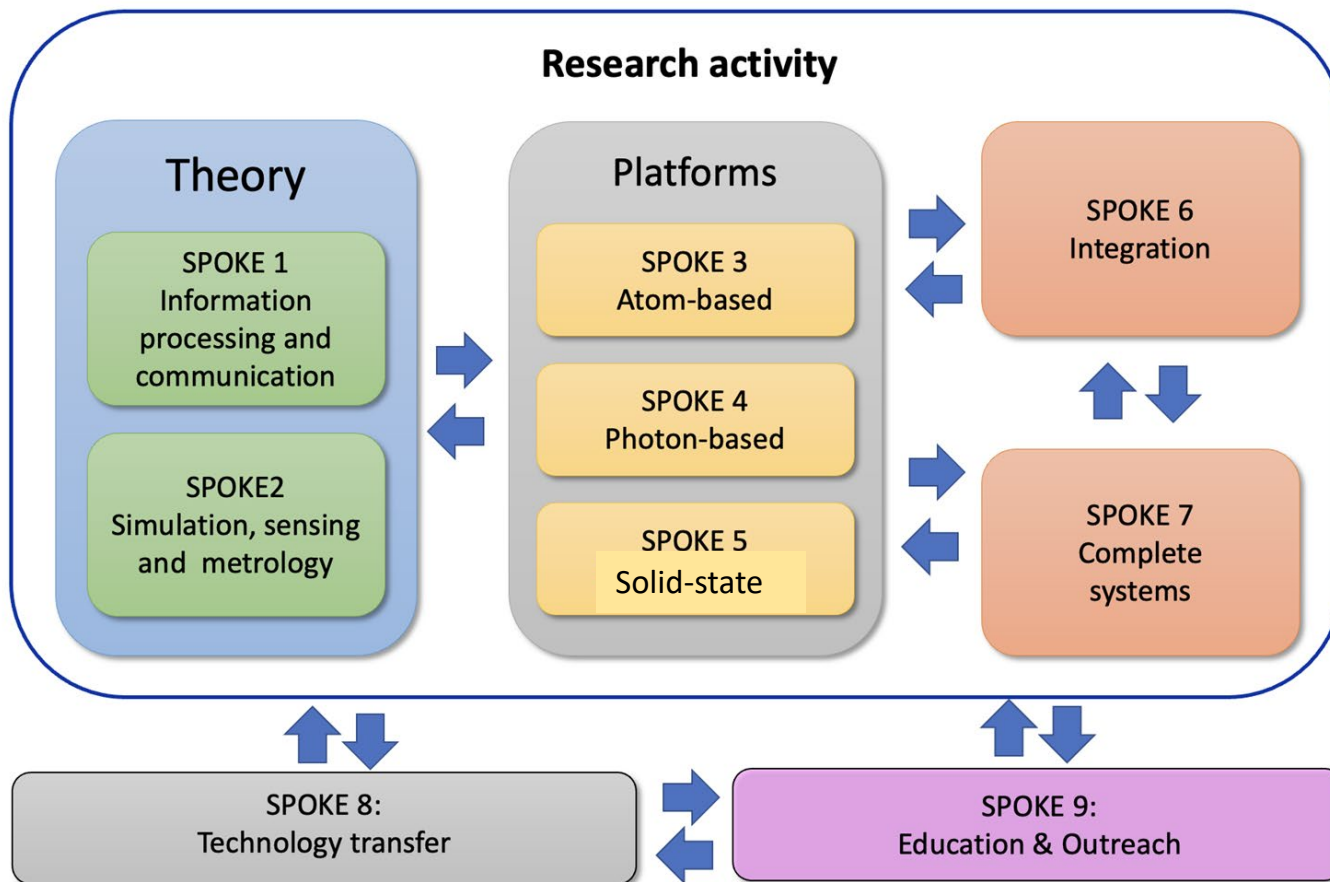 Research activity
Theory
SPOKE 1
Information
processing and
communication
SPOKE2
Simulation, sensing
and metrology
Platforms
SPOKE 3
Atom-based
SPOKE 4
Photon-based
SPOKE 5
Solid-state
SPOKE 6
Integration
SPOKE 7
Complete
systems
SPOKE 8:
Technology transfer
SPOKE 9:
Education & Outreach